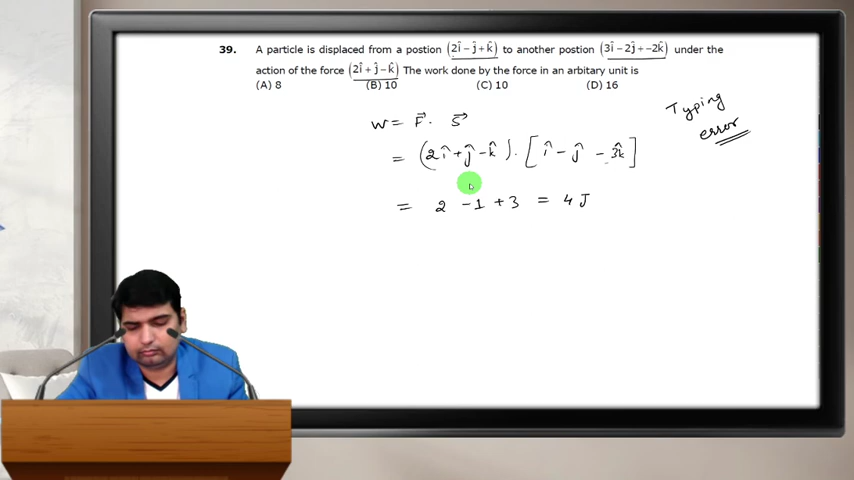 39. A particle is displaced from a postion (2î−ĵ+k̂) to another postion (3î−2ĵ+−2k̂) under the
action of the force (2î+ĵ−k̂) The work done by the force in an arbitary unit is
(A) 8 (B) 10 (C) 10 (D) 16
Typing
error
W = F⃗ . S⃗
= (2î+ĵ−k̂) . [î − ĵ − 3k̂]
= 2 −1 +3 = 4 J